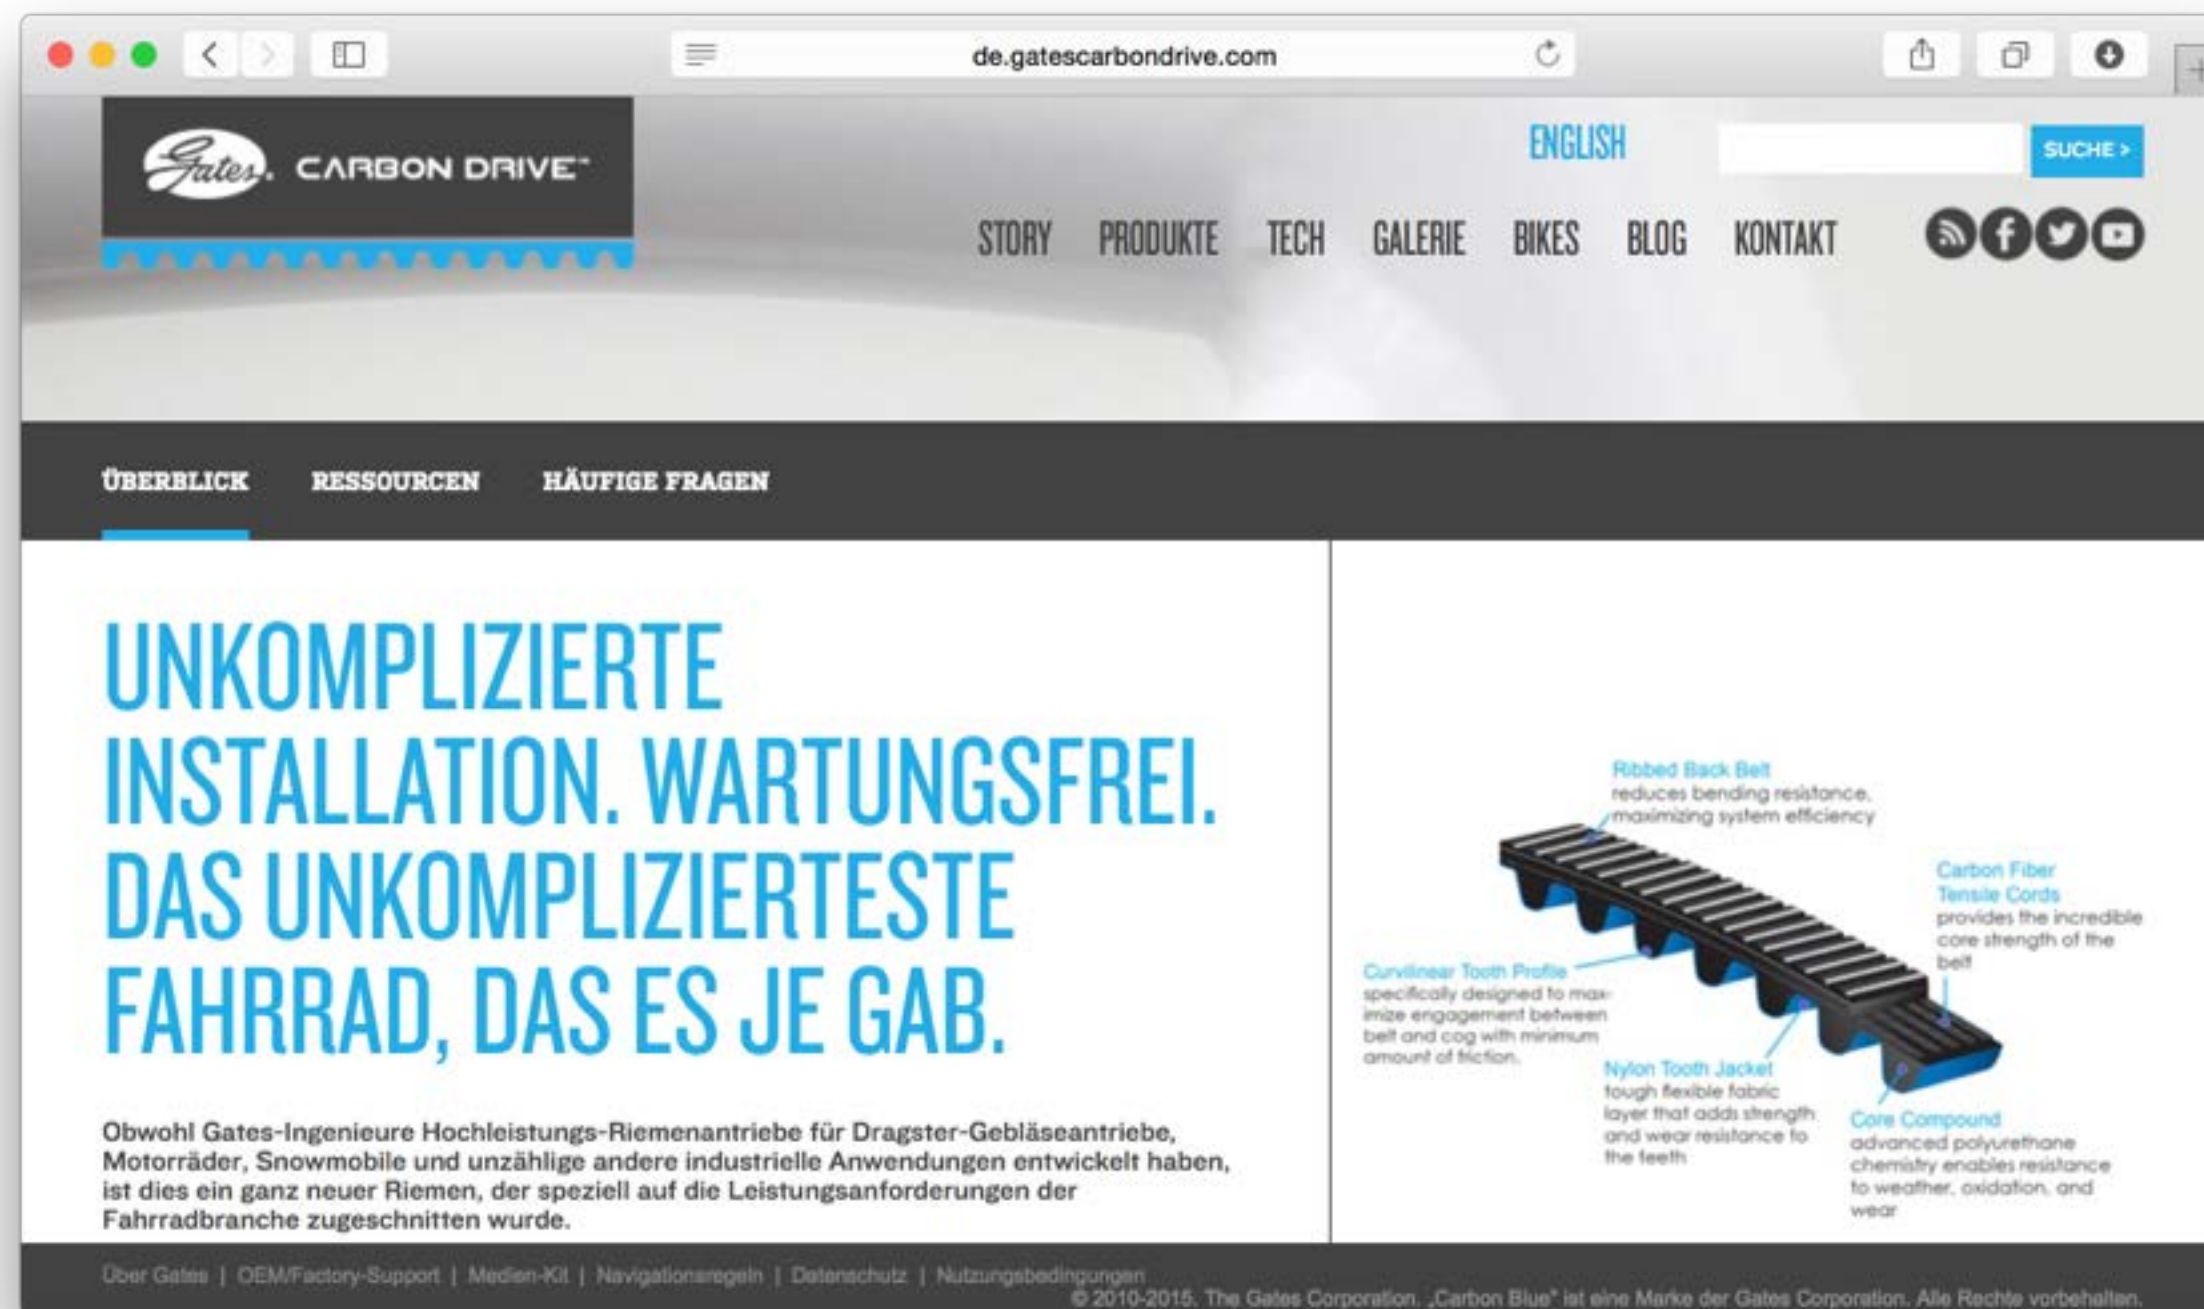 de.gatescarbondrive.com
Gates. CARBON DRIVE™
ENGLISH
SUCHE >
STORY PRODUKTE TECH GALERIE BIKES BLOG KONTAKT
ÜBERBLICK RESSOURCEN HÄUFIGE FRAGEN
UNKOMPLIZIERTE
INSTALLATION. WARTUNGSFREI.
DAS UNKOMPLIZIERTESTE
FAHRRAD, DAS ES JE GAB.
Obwohl Gates-Ingenieure Hochleistungs-Riemenantriebe für Dragster-Gebläseantriebe,
Motorräder, Snowmobile und unzählige andere industrielle Anwendungen entwickelt haben,
ist dies ein ganz neuer Riemen, der speziell auf die Leistungsanforderungen der
Fahrradbranche zugeschnitten wurde.
Ribbed Back Belt
reduces bending resistance,
maximizing system efficiency
Carbon Fiber
Tensile Cords
provides the incredible
core strength of the
belt
Curvilinear Tooth Profile
specifically designed to max-
imize engagement between
belt and cog with minimum
amount of friction.
Nylon Tooth Jacket
tough flexible fabric
layer that adds strength
and wear resistance to
the teeth
Core Compound
advanced polyurethane
chemistry enables resistance
to weather, oxidation, and
wear
Über Gates | OEM/Factory-Support | Medien-Kit | Navigationsregeln | Datenschutz | Nutzungsbedingungen
© 2010-2015. The Gates Corporation. „Carbon Blue" ist eine Marke der Gates Corporation. Alle Rechte vorbehalten.